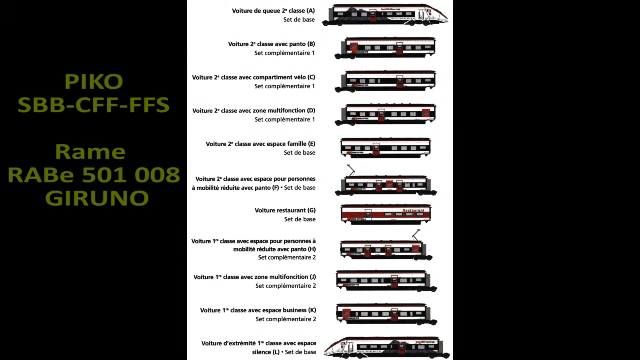 PIKO
SBB-CFF-FFS
Rame
RABe 501 008
GIRUNO
Voiture de queue 2e classe (A)
Set de base
Voiture 2e classe avec panto (B)
Set complémentaire 1
Voiture 2e classe avec compartiment vélo (C)
Set complémentaire 1
Voiture 2e classe avec zone multifonction (D)
Set complémentaire 1
Voiture 2e classe avec espace famille (E)
Set de base
Voiture 2e classe avec espace pour personnes
à mobilité réduite avec panto (F) • Set de base
Voiture restaurant (G)
Set de base
Voiture 1re classe avec espace pour personnes à
mobilité réduite avec panto (H)
Set complémentaire 2
Voiture 1re classe avec zone multifoncition (J)
Set complémentaire 2
Voiture 1re classe avec espace business (K)
Set complémentaire 2
Voiture d'extrémité 1re classe avec espace
silence (L) • Set de base